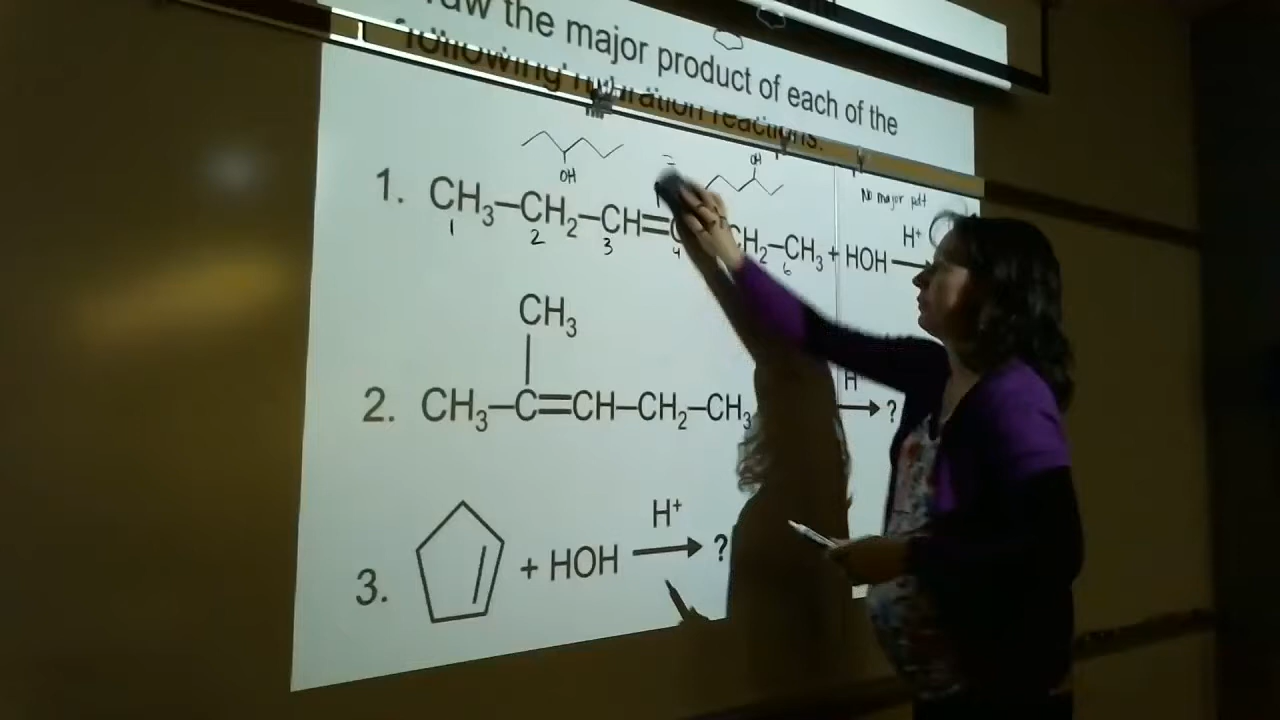 the major product of each of the
following hydration reactions:
OH
OH
No major pdt
1. CH₃–CH₂–CH= CH₂–CH₃ + HOH H⁺
1 2 3 4 6
CH₃
2. CH₃–C=CH–CH₂–CH₃ H ?
3. + HOH H⁺ ?